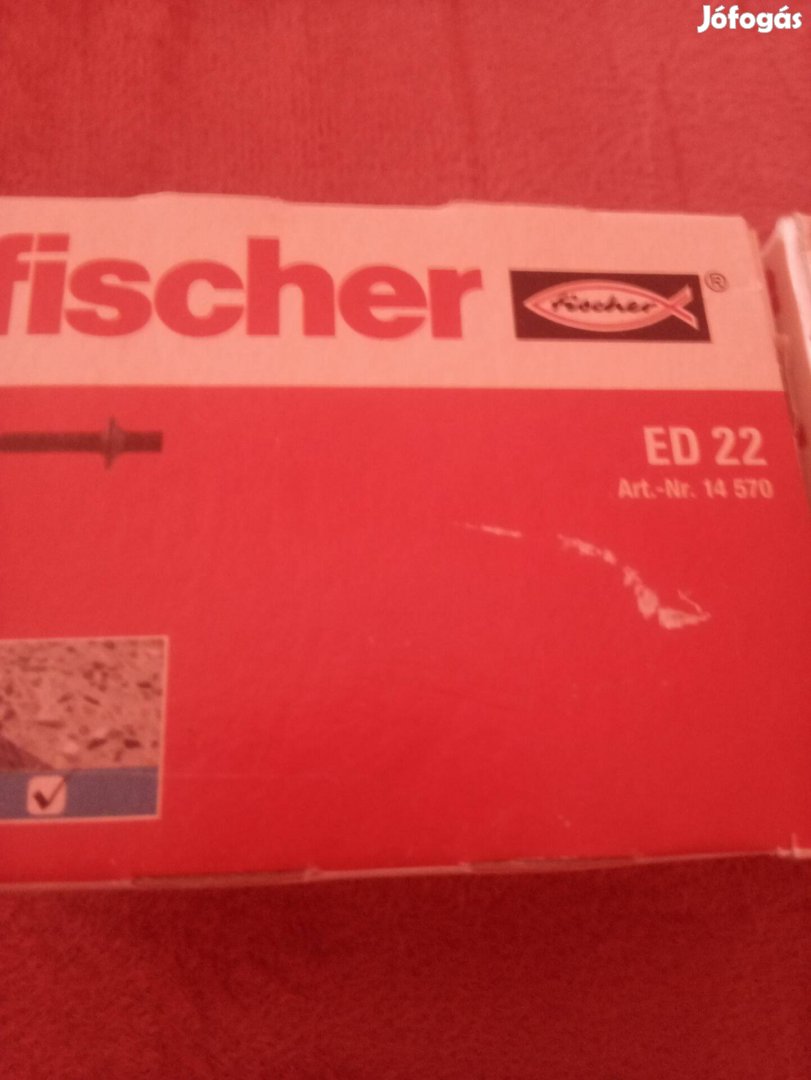 Jófogás
fischer
fischer ®
ED 22
Art.-Nr. 14 570